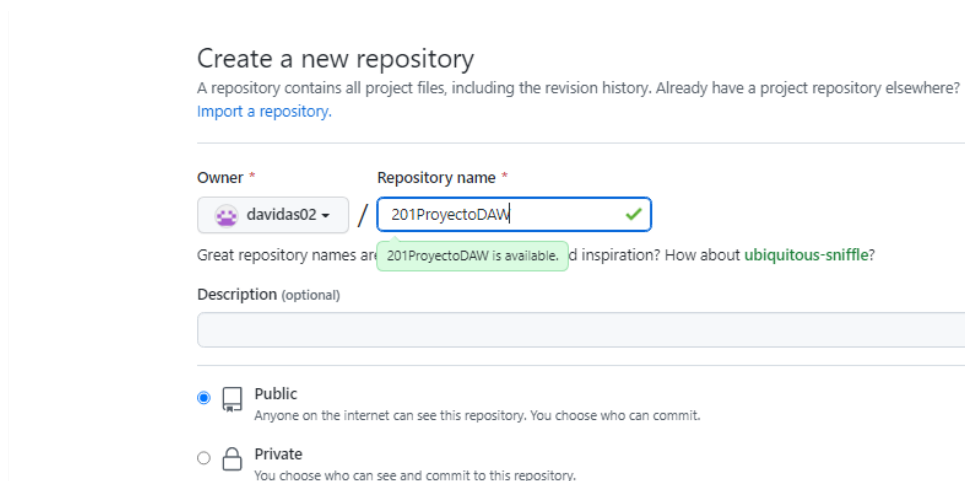 Create a new repository
A repository contains all project files, including the revision history. Already have a project repository elsewhere?
Import a repository.
Owner *
Repository name *
davidas02
/
201ProyectoDAW
Great repository names are
201ProyectoDAW is available.
d inspiration? How about ubiquitous-sniffle?
Description (optional)
Public
Anyone on the internet can see this repository. You choose who can commit.
Private
You choose who can see and commit to this repository.